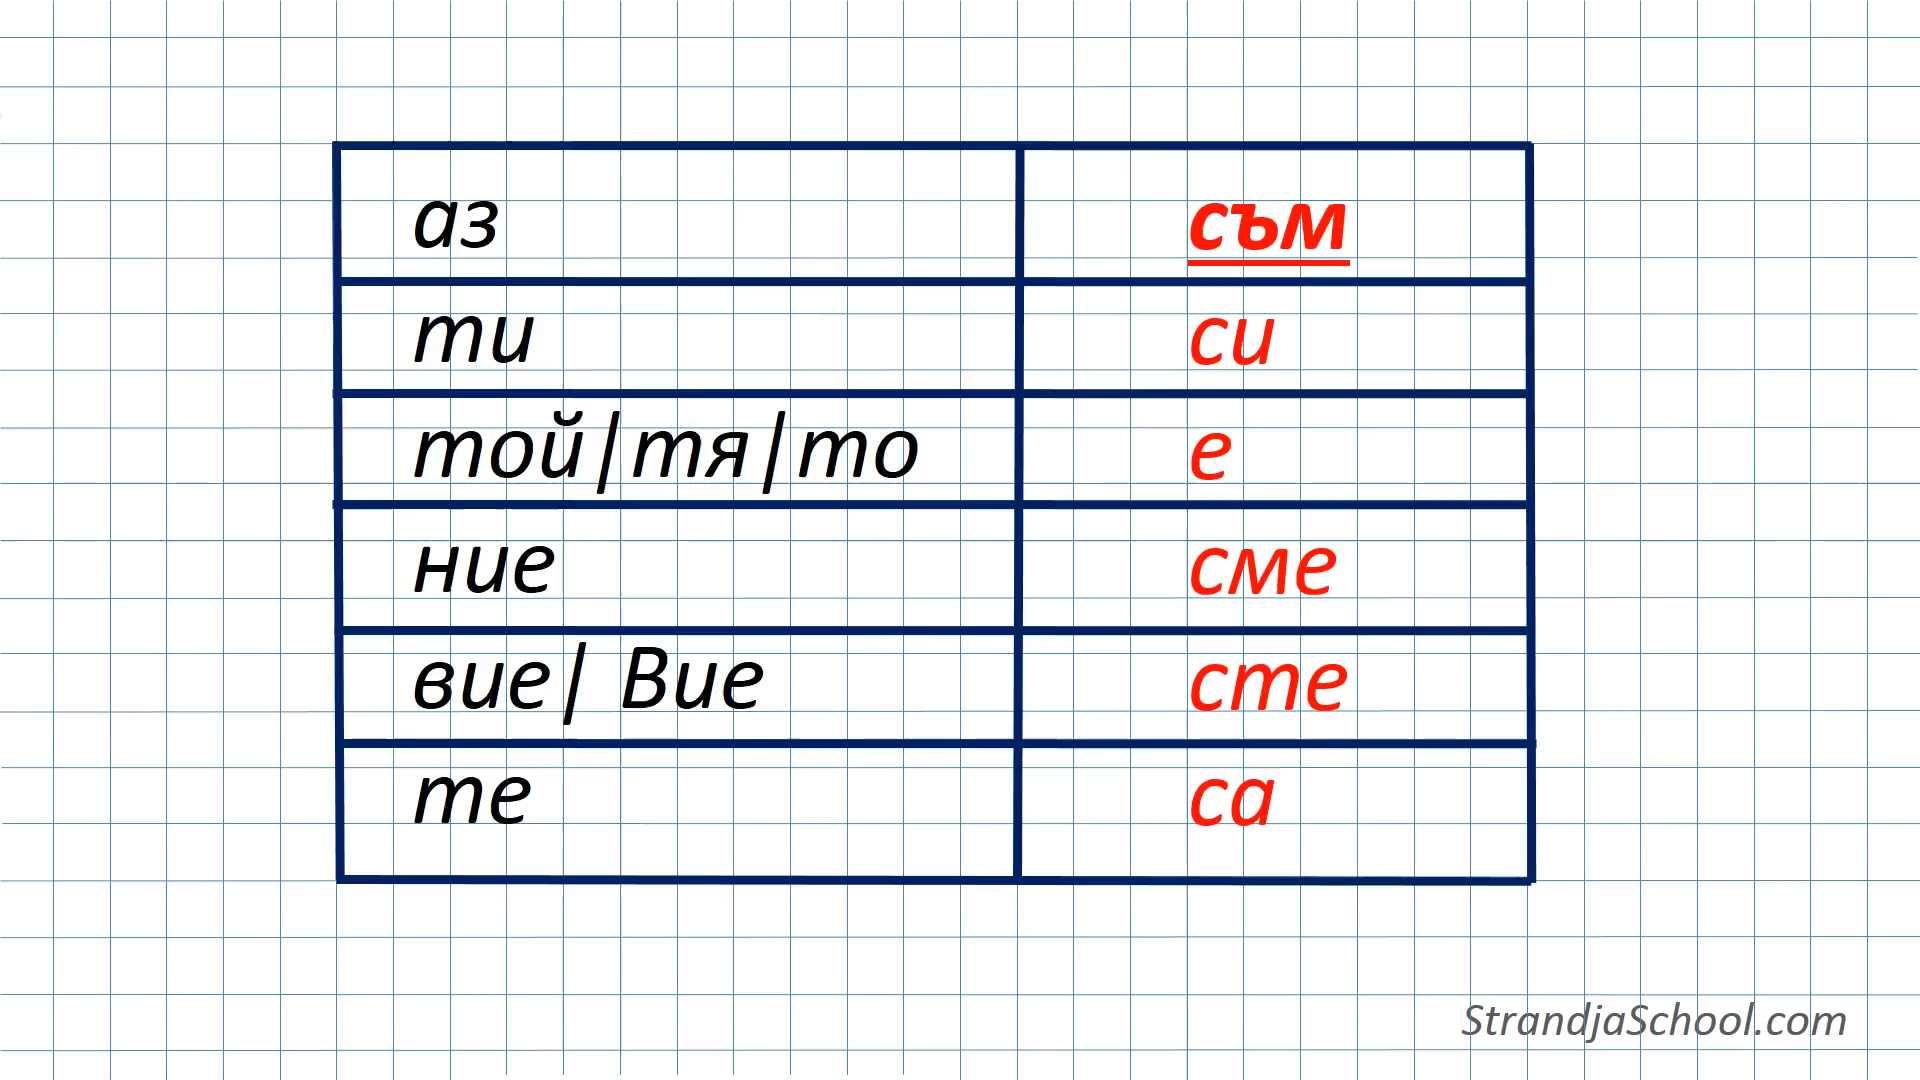 аз съм
ти си
той|тя|то е
ние сме
вие| Вие сте
те са
StrandjaSchool.com